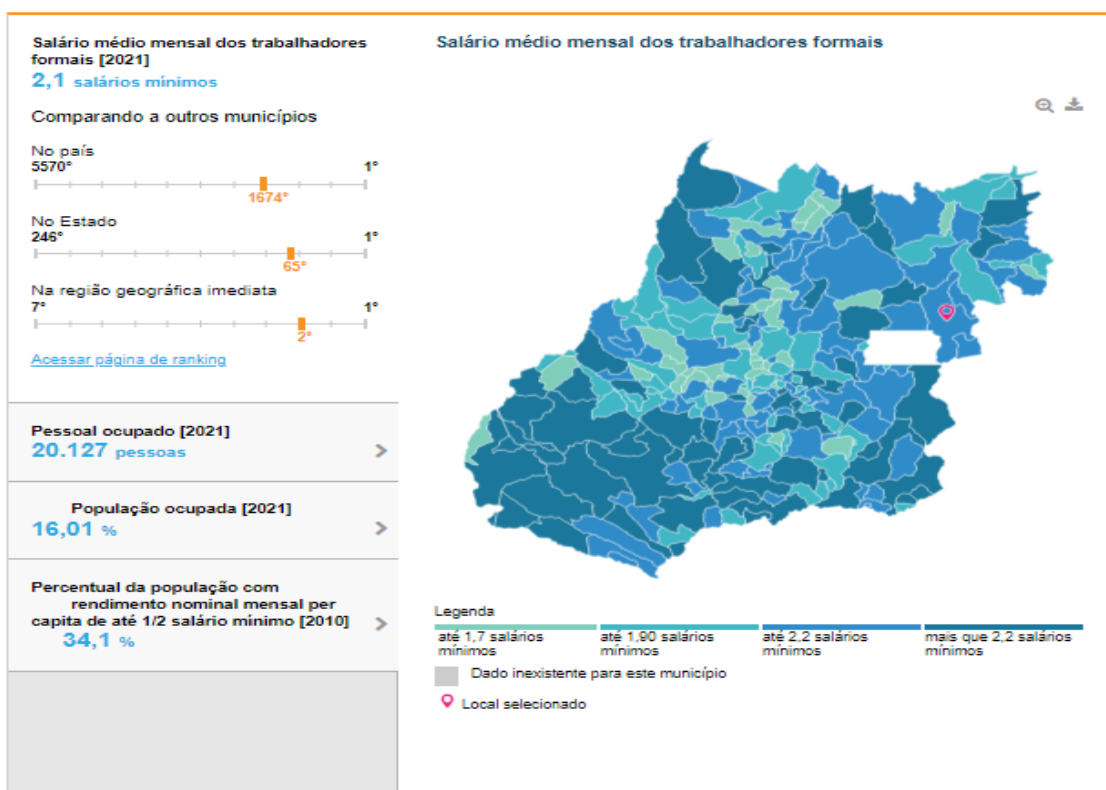 Salário médio mensal dos trabalhadores
formais [2021]
2,1 salários mínimos
Comparando a outros municípios
No país
5570° 1°
1674°
No Estado
246° 1°
65°
Na região geográfica imediata
7° 1°
2°
Acessar página de ranking
Pessoal ocupado [2021]
20.127 pessoas
População ocupada [2021]
16,01 %
Percentual da população com
rendimento nominal mensal per
capita de até 1/2 salário mínimo [2010]
34,1 %
Salário médio mensal dos trabalhadores formais
Legenda
até 1,7 salários mínimos
até 1,90 salários mínimos
até 2,2 salários mínimos
mais que 2,2 salários mínimos
Dado inexistente para este município
Local selecionado